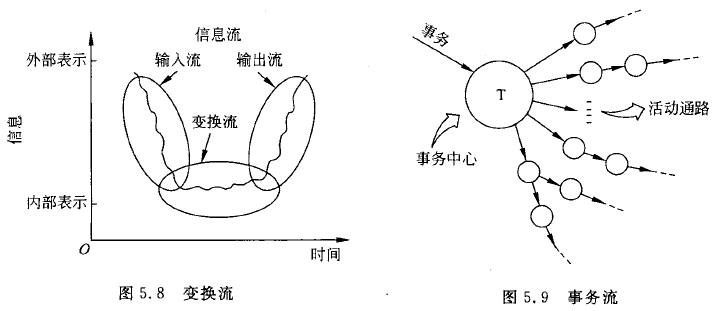 信息流
外部表示
输入流
输出流
信息
变换流
内部表示
O
时间
图 5.8 变换流
事务
T
活动通路
事务中心
图 5.9 事务流